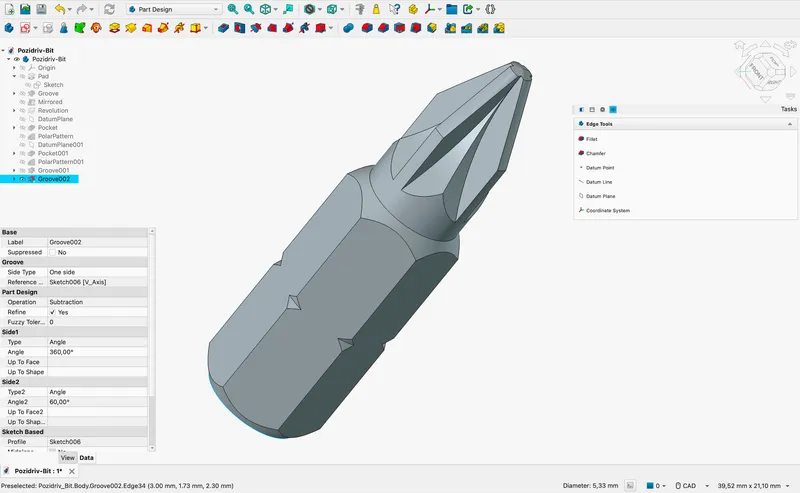 Part Design
Pozidriv-Bit
Pozidriv-Bit
Origin
Pad
Sketch
Groove
Mirrored
Revolution
DatumPlane
Pocket
PolarPattern
DatumPlane001
Pocket001
PolarPattern001
Groove001
Groove002
FRONT
Tasks
Edge Tools
Fillet
Chamfer
Datum Point
Datum Line
Datum Plane
Coordinate System
Base
Label Groove002
Suppressed No
Groove
Side Type One side
Reference ... Sketch006 [V_Axis]
Part Design
Operation Subtraction
Refine Yes
Fuzzy Toler... 0
Side1
Type Angle
Angle 360,00°
Up To Face
Up To Shape
Side2
Type2 Angle
Angle2 60,00°
Up To Face2
Up To Shap...
Sketch Based
Profile Sketch006
View Data
Pozidriv-Bit : 1*
Preselected: Pozidriv_Bit.Body.Groove002.Edge34 (3.00 mm, 1.73 mm, 2.30 mm)
Diameter: 5,33 mm
0
CAD
39,52 mm x 21,10 mm